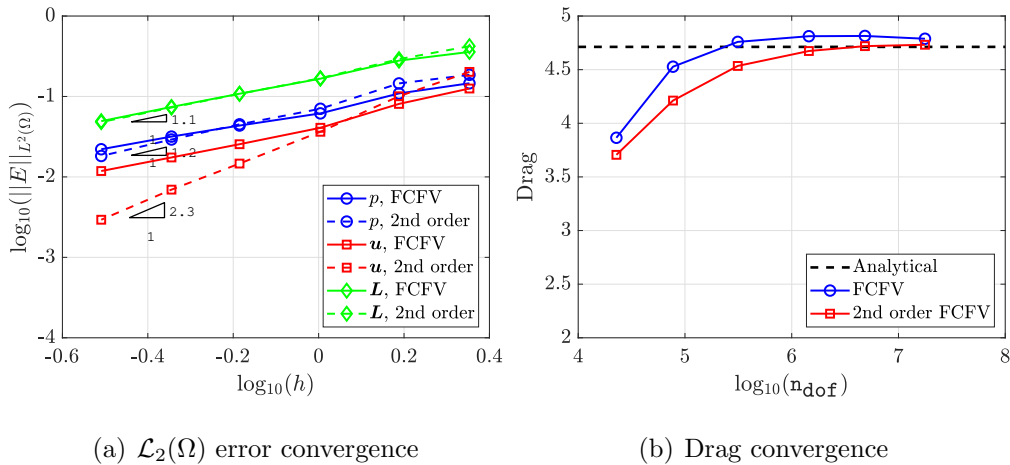 0
-1
-2
-3
-4
-0.6
-0.4
-0.2
0
0.2
0.4
log₁₀(||E||_{L²(Ω)})
log₁₀(h)
1.1
1
1.2
1
2.3
1
p, FCFV
p, 2nd order
u, FCFV
u, 2nd order
L, FCFV
L, 2nd order
(a) 𝓛₂(Ω) error convergence
5
4.5
4
3.5
3
2.5
2
4
5
6
7
8
Drag
log₁₀(n_dof)
Analytical
FCFV
2nd order FCFV
(b) Drag convergence